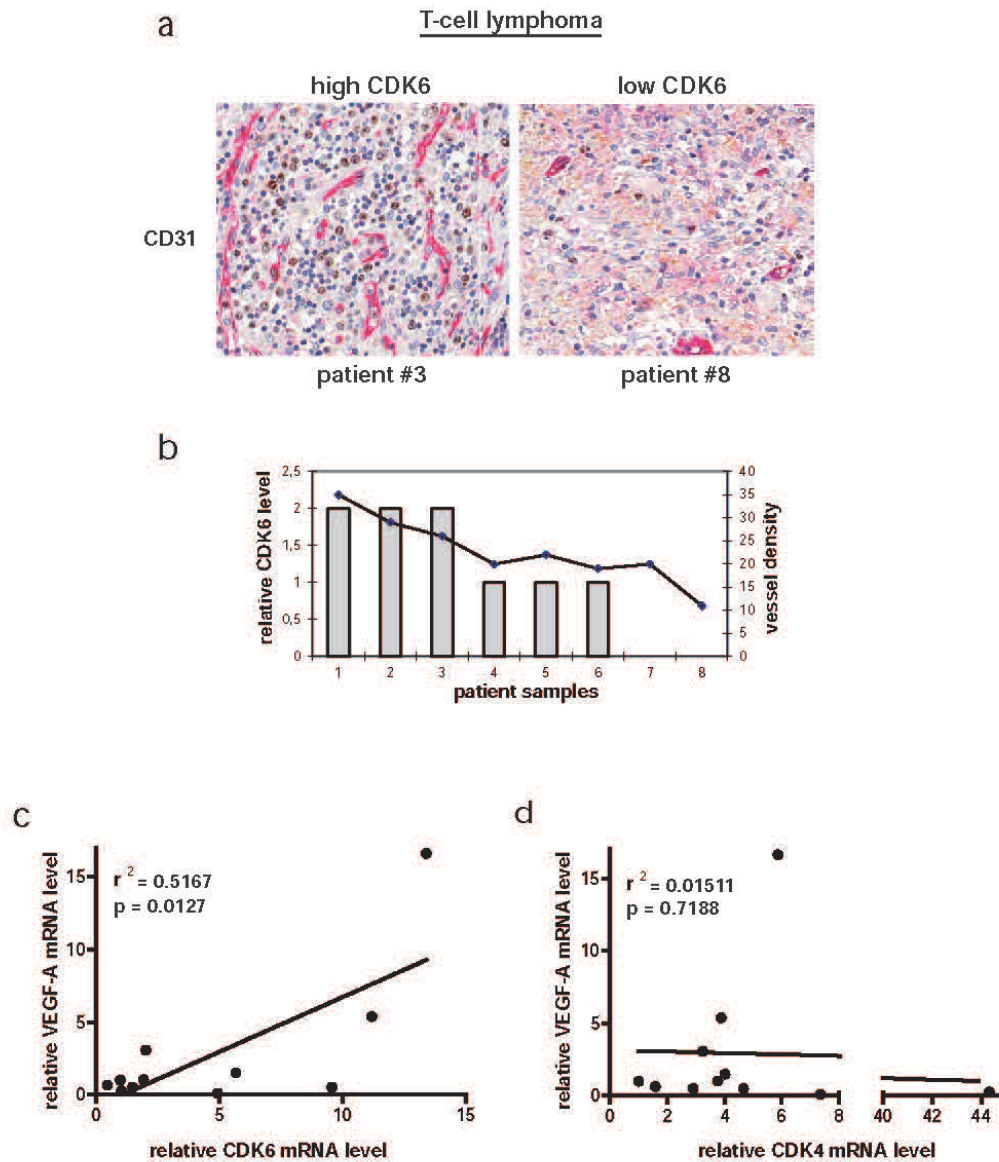 a
T-cell lymphoma
high CDK6
low CDK6
CD31
patient #3
patient #8
b
relative CDK6 level
2,5
2
1,5
1
0,5
0
40
35
30
25
20
15
10
5
0
vessel density
1 2 3 4 5 6 7 8
patient samples
c
relative VEGF-A mRNA level
15
10
5
0
r 2 = 0.5167
p = 0.0127
0 5 10 15
relative CDK6 mRNA level
d
relative VEGF-A mRNA level
15
10
5
0
r 2 = 0.01511
p = 0.7188
0 2 4 6 8 40 42 44
relative CDK4 mRNA level